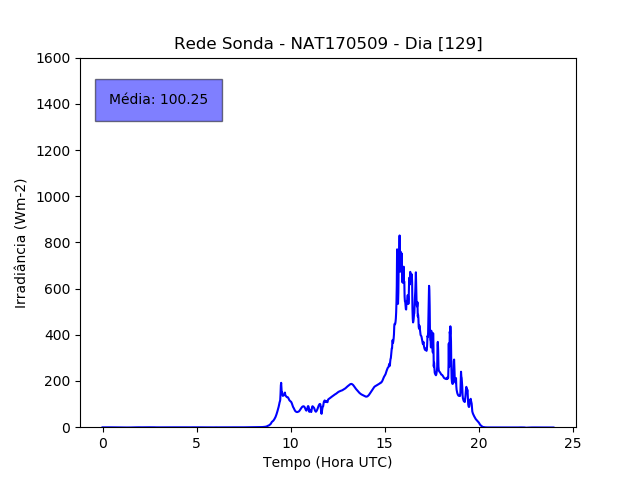 Rede Sonda - NAT170509 - Dia [129]
1600
1400
1200
1000
800
600
400
200
0
Irradiância (Wm-2)
Média: 100.25
0 5 10 15 20 25
Tempo (Hora UTC)